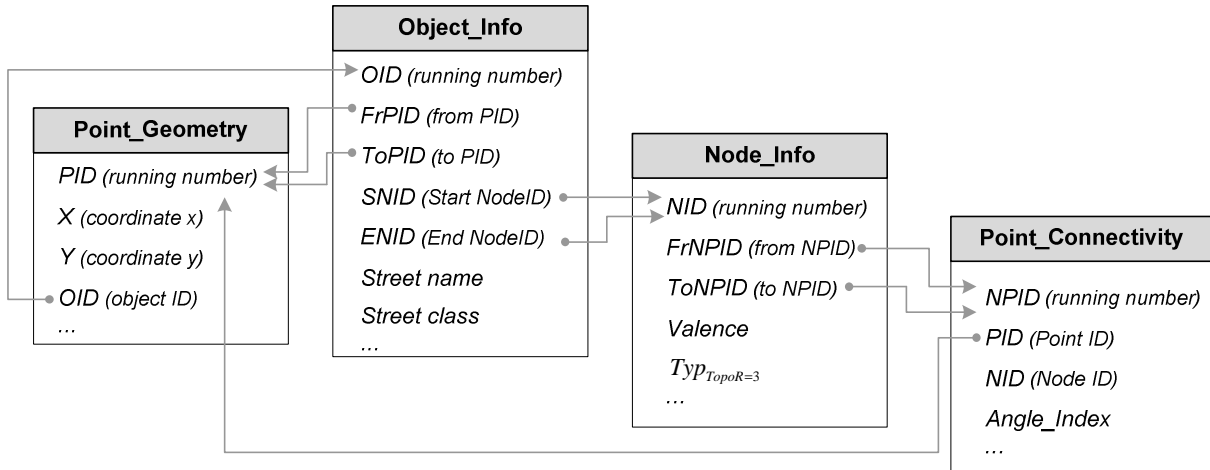 Object_Info
OID (running number)
FrPID (from PID)
ToPID (to PID)
SNID (Start NodeID)
ENID (End NodeID)
Street name
Street class
...
Point_Geometry
PID (running number)
X (coordinate x)
Y (coordinate y)
OID (object ID)
...
Node_Info
NID (running number)
FrNPID (from NPID)
ToNPID (to NPID)
Valence
Typ_TopoR=3
...
Point_Connectivity
NPID (running number)
PID (Point ID)
NID (Node ID)
Angle_Index
...